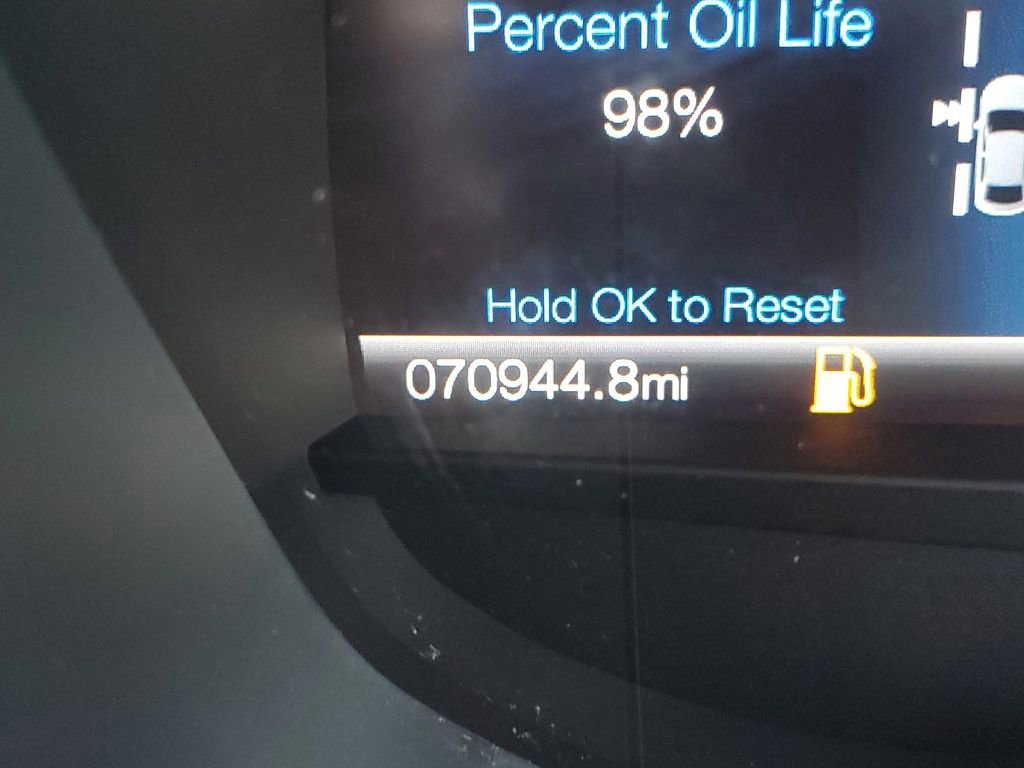 Percent Oil Life
98%
Hold OK to Reset
070944.8mi